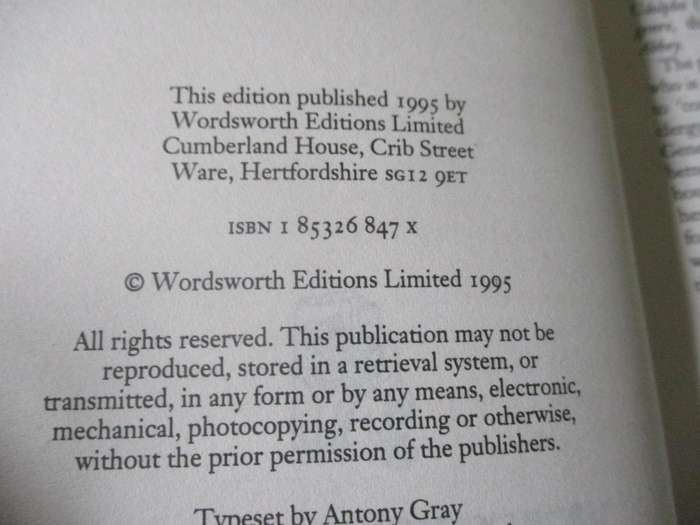 This edition published 1995 by
Wordsworth Editions Limited
Cumberland House, Crib Street
Ware, Hertfordshire SG12 9ET
ISBN 1 85326 847 X
© Wordsworth Editions Limited 1995
All rights reserved. This publication may not be
reproduced, stored in a retrieval system, or
transmitted, in any form or by any means, electronic,
mechanical, photocopying, recording or otherwise,
without the prior permission of the publishers.
Typeset by Antony Gray